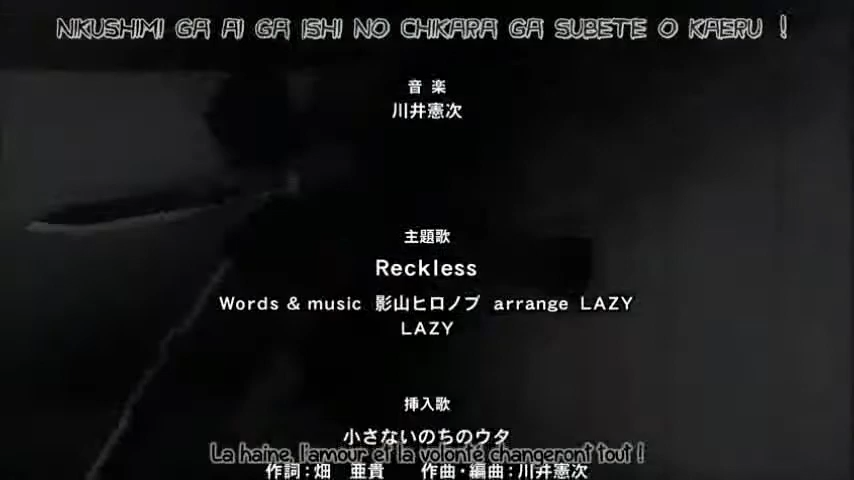 NIKUSHIMI GA AI GA ISHI NO CHIKARA GA SUBETE O KAERU !
音 楽
川井憲次
主題歌
Reckless
Words & music 影山ヒロノブ arrange LAZY
LAZY
挿入歌
小さないのちのウタ
La haine, l'amour et la volonté changeront tout !
作詞：畑 亜貴 作曲・編曲：川井憲次